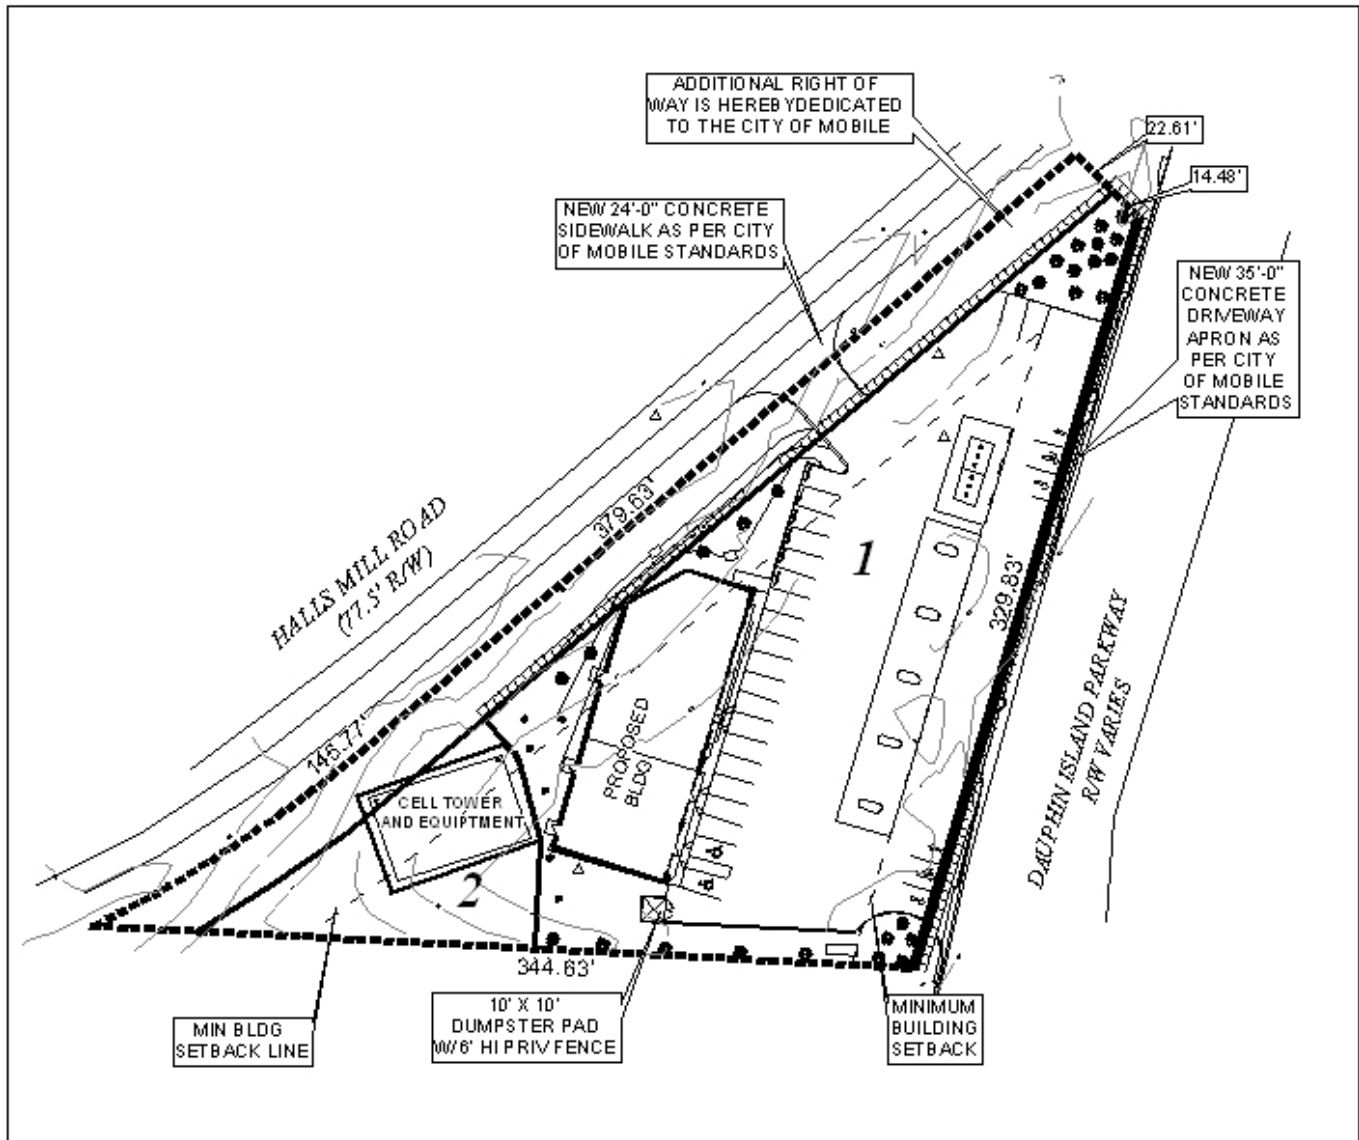 ADDITIONAL RIGHT OF
WAY IS HEREBYDEDICATED
TO THE CITY OF MOBILE
22.61'
14.48'
NEW 24'-0" CONCRETE
SIDEWALK AS PER CITY
OF MOBILE STANDARDS
NEW 35'-0"
CONCRETE
DRIVEWAY
APRON AS
PER CITY
OF MOBILE
STANDARDS
HALLS MILL ROAD
(77.5' R/W)
379.63'
146.77'
1
329.83'
DAUPHIN ISLAND PARKWAY
R/W VARIES
PROPOSED
BLDG
CELL TOWER
AND EQUIPTMENT
2
344.63'
MIN BLDG
SETBACK LINE
10' X 10'
DUMPSTER PAD
W/6' HI PRIV FENCE
MINIMUM
BUILDING
SETBACK